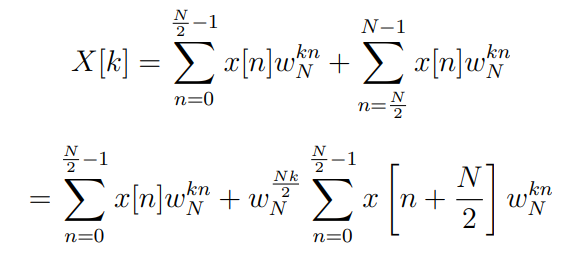 X[k] = \sum_{n=0}^{\frac{N}{2}-1} x[n] w_N^{kn} + \sum_{n=\frac{N}{2}}^{N-1} x[n] w_N^{kn}
= \sum_{n=0}^{\frac{N}{2}-1} x[n] w_N^{kn} + w_N^{\frac{Nk}{2}} \sum_{n=0}^{\frac{N}{2}-1} x\left[n + \frac{N}{2}\right] w_N^{kn}